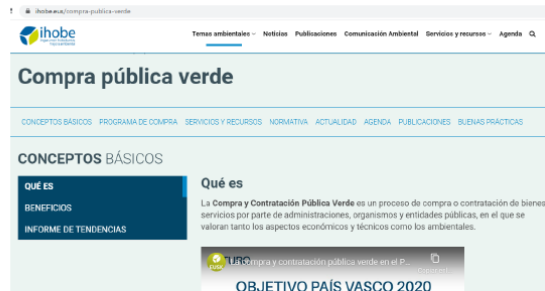 ihobe.eus/compra-publica-verde
ihobe
Temas ambientales Noticias Publicaciones Comunicación Ambiental Servicios y recursos Agenda
Compra pública verde
CONCEPTOS BÁSICOS PROGRAMA DE COMPRA SERVICIOS Y RECURSOS NORMATIVA ACTUALIDAD AGENDA PUBLICACIONES BUENAS PRÁCTICAS
CONCEPTOS BÁSICOS
QUÉ ES
BENEFICIOS
INFORME DE TENDENCIAS
Qué es
La Compra y Contratación Pública Verde es un proceso de compra o contratación de bienes
servicios por parte de administraciones, organismos y entidades públicas, en el que se
valoran tanto los aspectos económicos y técnicos como los ambientales.
La compra y contratación pública verde en el P...
OBJETIVO PAÍS VASCO 2020